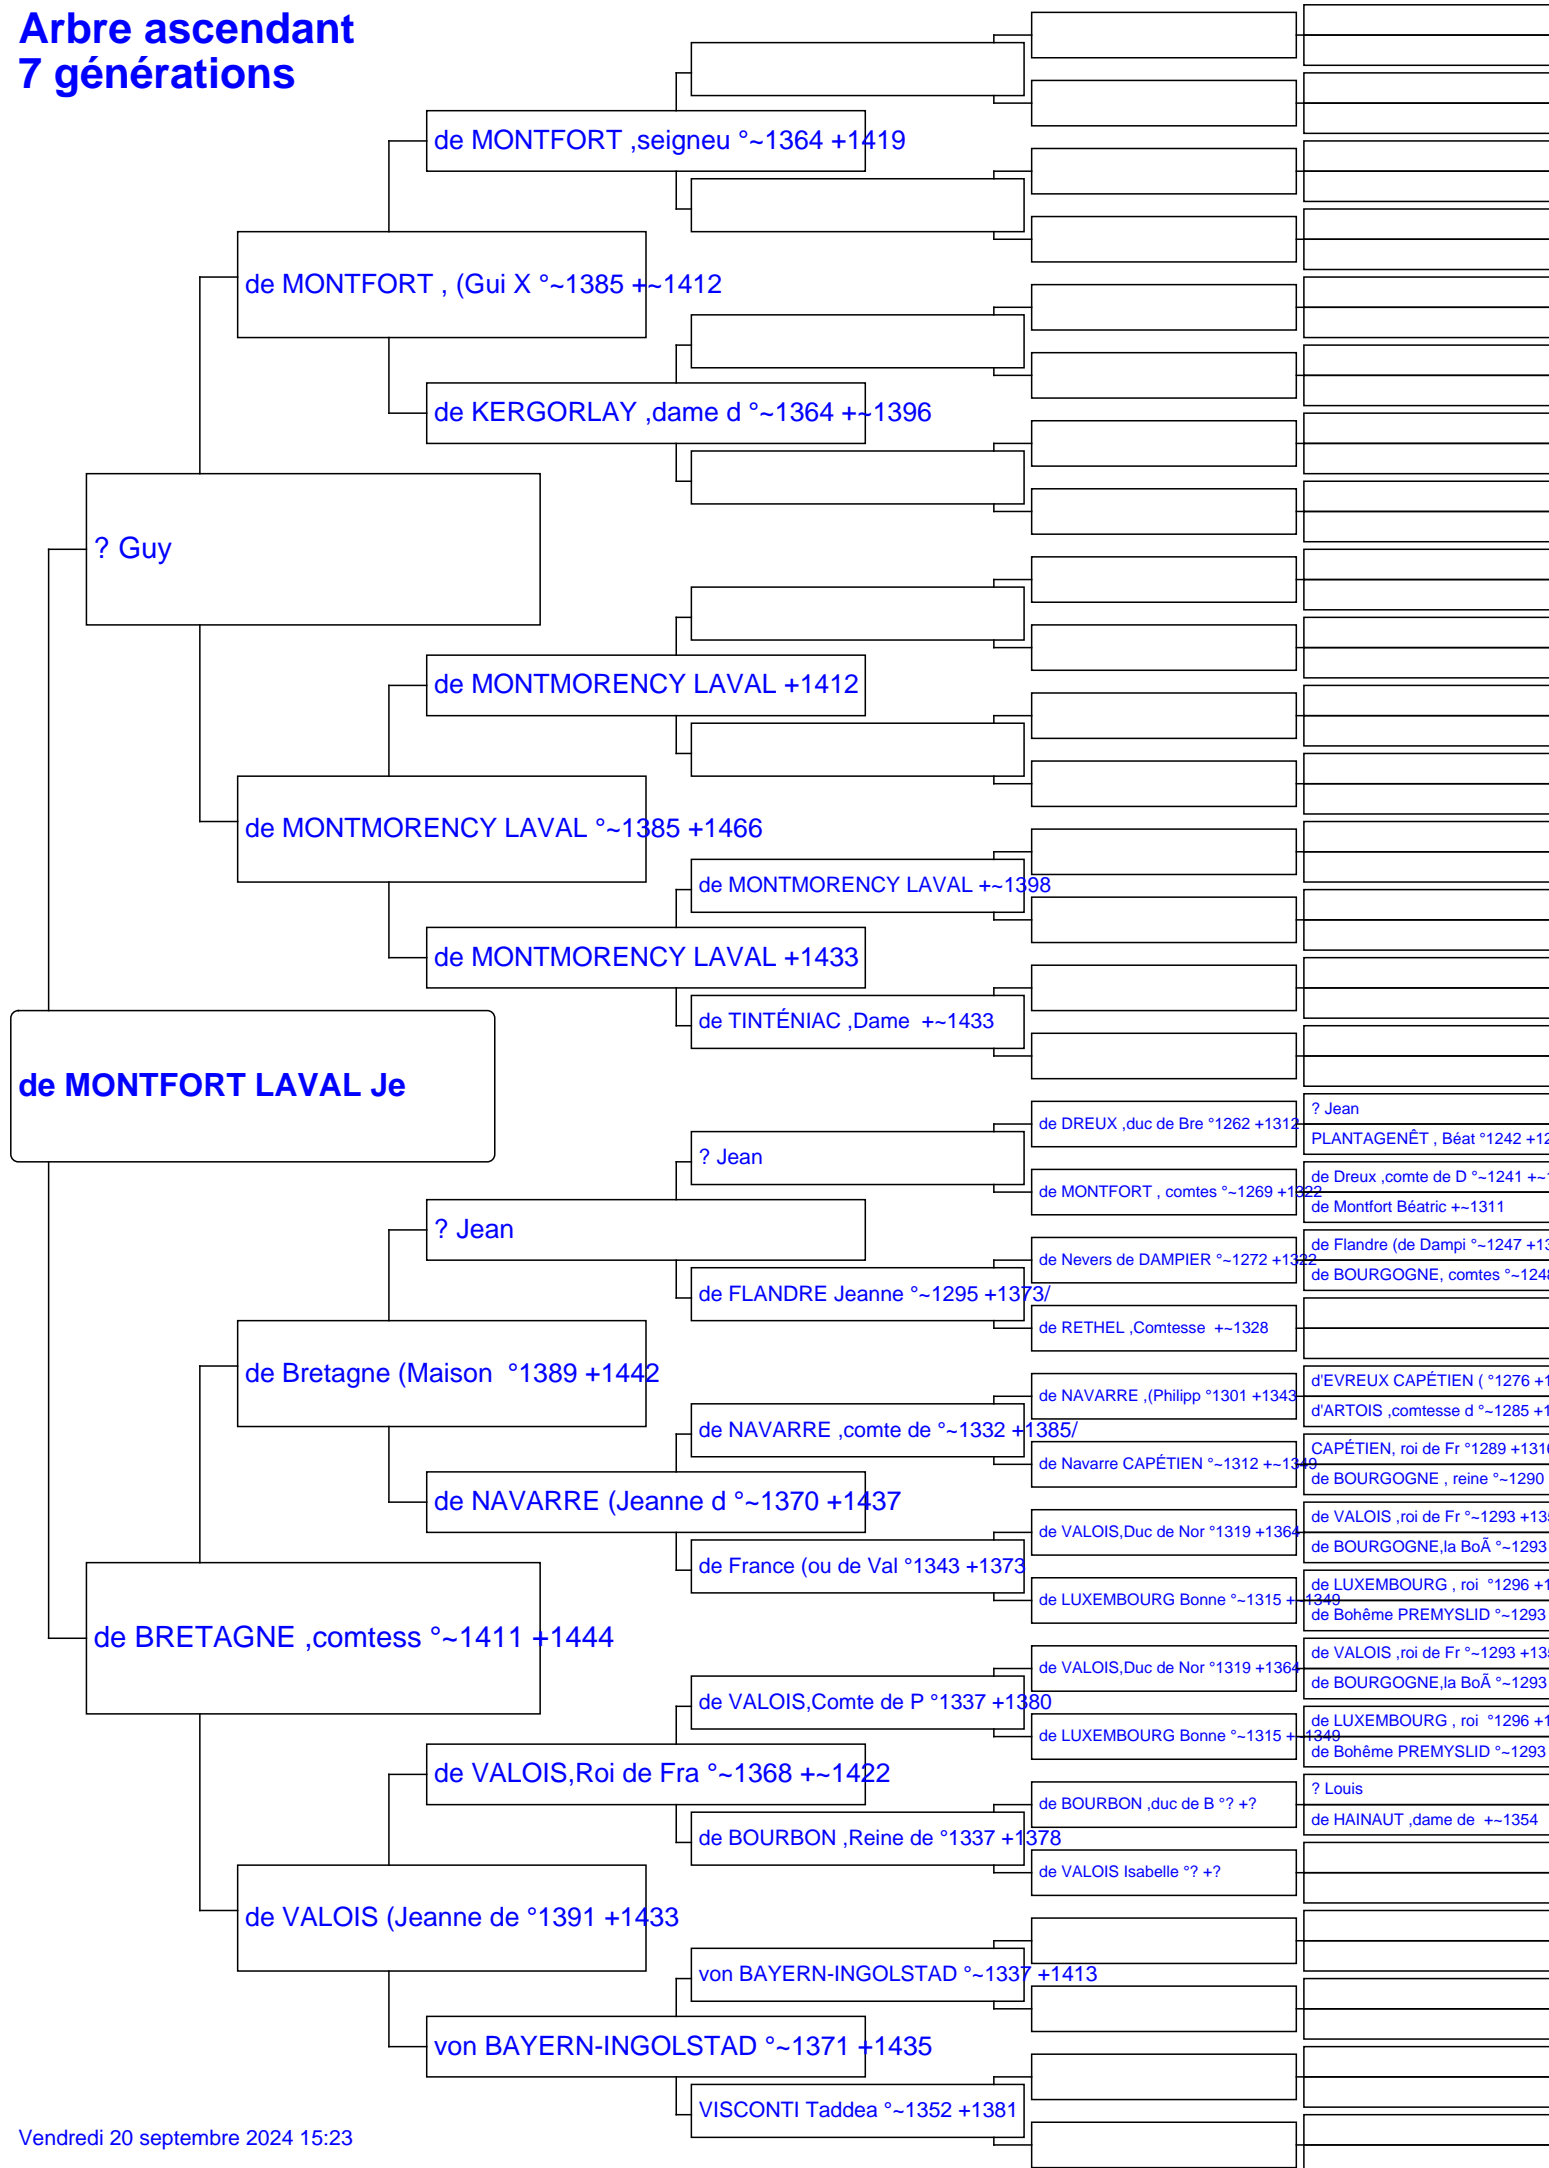 Arbre ascendant
7 générations
de MONTFORT ,seigneu °~1364 +1419
de MONTFORT , (Gui X °~1385 +~1412
de KERGORLAY ,dame d °~1364 +~1396
? Guy
de MONTMORENCY LAVAL +1412
de MONTMORENCY LAVAL °~1385 +1466
de MONTMORENCY LAVAL +~1398
de MONTMORENCY LAVAL +1433
de TINTÉNIAC ,Dame  +~1433
de MONTFORT LAVAL Je
? Jean
de DREUX ,duc de Bre °1262 +1312
PLANTAGENÊT , Béat °1242 +12
? Jean
de Dreux ,comte de D °~1241 +~1
de MONTFORT , comtes °~1269 +1322
de Montfort Béatric +~1311
? Jean
de Flandre (de Dampi °~1247 +13
de Nevers de DAMPIER °~1272 +1322
de BOURGOGNE, comtes °~1248
de FLANDRE Jeanne °~1295 +1373/
de RETHEL ,Comtesse  +~1328
de Bretagne (Maison  °1389 +1442
d'EVREUX CAPÉTIEN ( °1276 +1
de NAVARRE ,(Philipp °1301 +1343
d'ARTOIS ,comtesse d °~1285 +1
de NAVARRE ,comte de °~1332 +1385/
CAPÉTIEN, roi de Fr °1289 +1316
de Navarre CAPÉTIEN °~1312 +~1349
de BOURGOGNE , reine °~1290
de NAVARRE (Jeanne d °~1370 +1437
de VALOIS ,roi de Fr °~1293 +135
de VALOIS,Duc de Nor °1319 +1364
de BOURGOGNE,la BoÃ °~1293
de France (ou de Val °1343 +1373
de LUXEMBOURG , roi  °1296 +1
de LUXEMBOURG Bonne °~1315 +~1349
de Bohême PREMYSLID °~1293
de BRETAGNE ,comtess °~1411 +1444
de VALOIS ,roi de Fr °~1293 +135
de VALOIS,Duc de Nor °1319 +1364
de BOURGOGNE,la BoÃ °~1293
de VALOIS,Comte de P °1337 +1380
de LUXEMBOURG , roi  °1296 +1
de LUXEMBOURG Bonne °~1315 +~1349
de Bohême PREMYSLID °~1293
de VALOIS,Roi de Fra °~1368 +~1422
? Louis
de BOURBON ,duc de B °? +?
de HAINAUT ,dame de  +~1354
de BOURBON ,Reine de °1337 +1378
de VALOIS Isabelle °? +?
de VALOIS (Jeanne de °1391 +1433
von BAYERN-INGOLSTAD °~1337 +1413
von BAYERN-INGOLSTAD °~1371 +1435
VISCONTI Taddea °~1352 +1381
Vendredi 20 septembre 2024 15:23